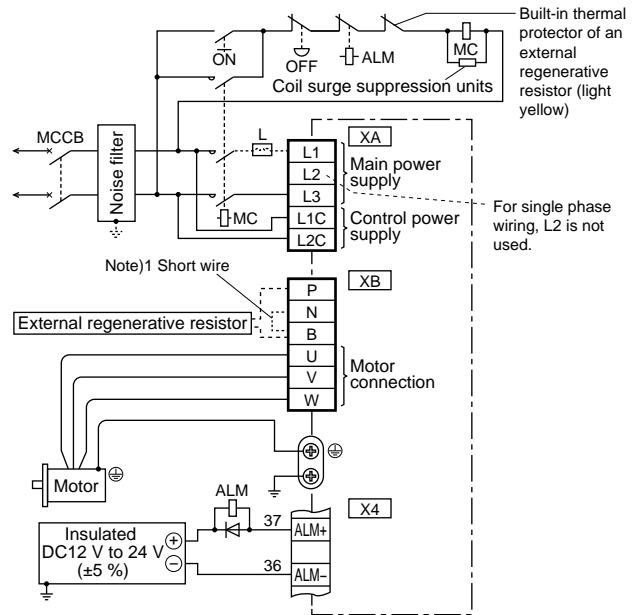 Built-in thermal
protector of an
external
regenerative
resistor (light
yellow)
ON
OFF
ALM
MC
Coil surge suppression units
MCCB
Noise filter
L
MC
XA
L1
L2
L3
L1C
L2C
Main power
supply
Control power
supply
For single phase
wiring, L2 is not
used.
Note)1 Short wire
External regenerative resistor
XB
P
N
B
U
V
W
Motor
connection
Motor
ALM
X4
37
ALM+
36
ALM−
Insulated
DC12 V to 24 V
(±5 %)
+
−